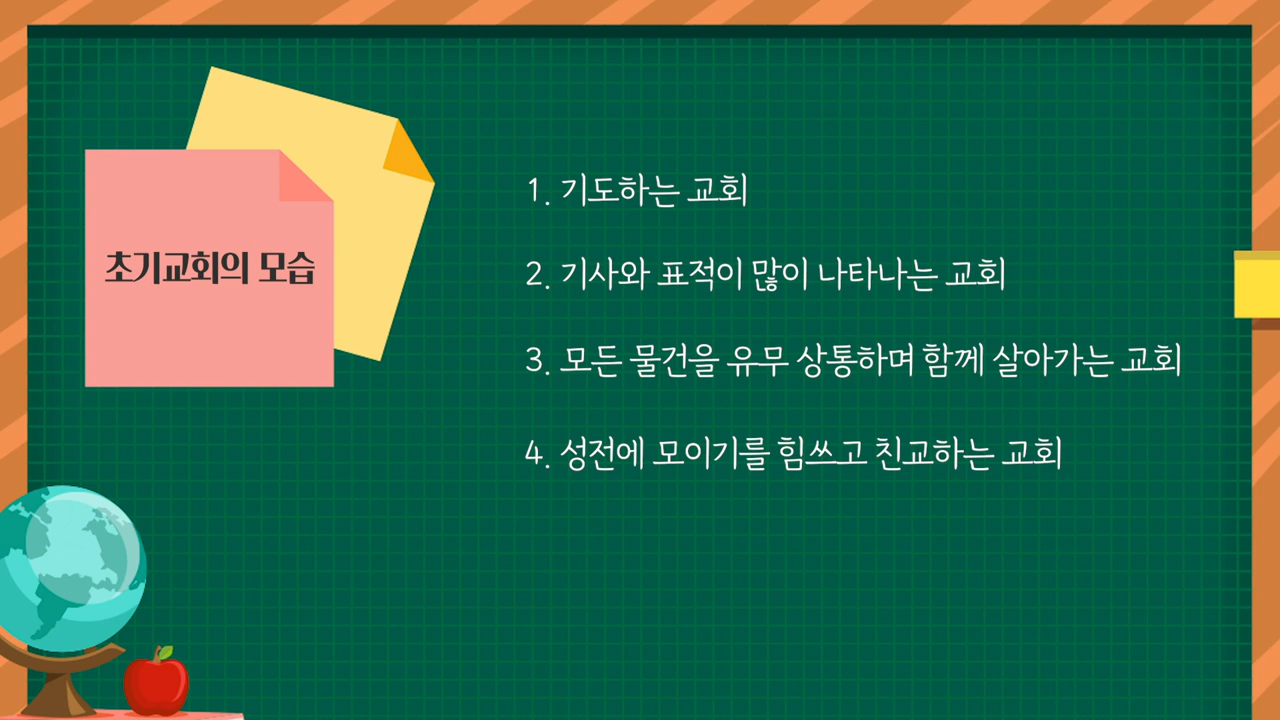 초기교회의 모습
1. 기도하는 교회
2. 기사와 표적이 많이 나타나는 교회
3. 모든 물건을 유무 상통하며 함께 살아가는 교회
4. 성전에 모이기를 힘쓰고 친교하는 교회